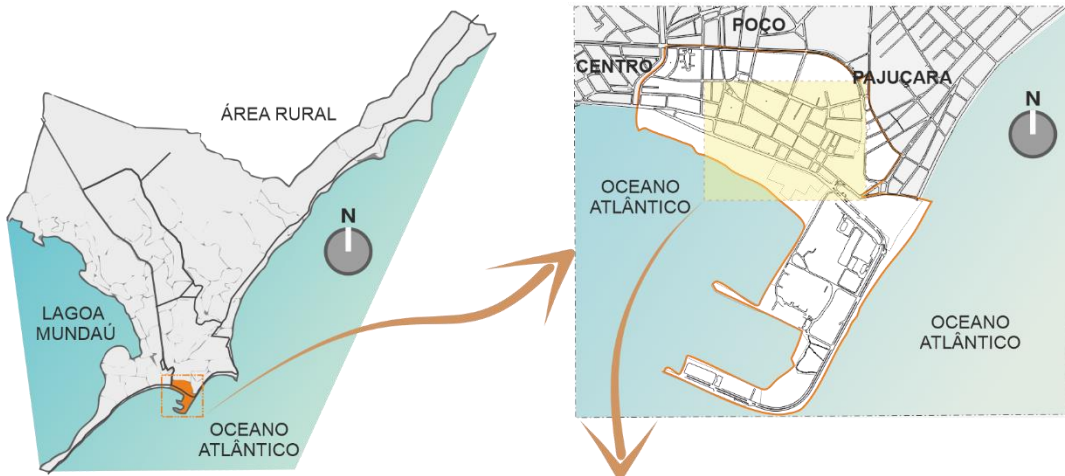 ÁREA RURAL
N
LAGOA
MUNDAÚ
OCEANO
ATLÂNTICO
POÇO
CENTRO
PAJUÇARA
N
OCEANO
ATLÂNTICO
OCEANO
ATLÂNTICO